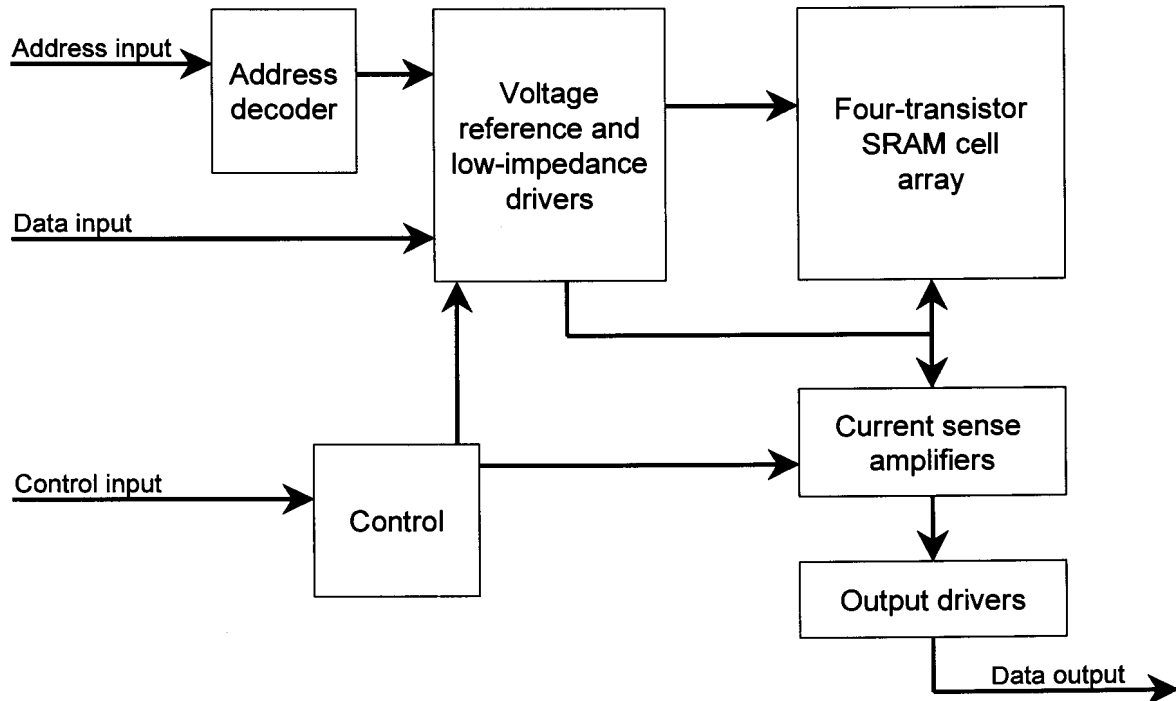 Address input
Address
decoder
Voltage
reference and
low-impedance
drivers
Four-transistor
SRAM cell
array
Data input
Control input
Control
Current sense
amplifiers
Output drivers
Data output